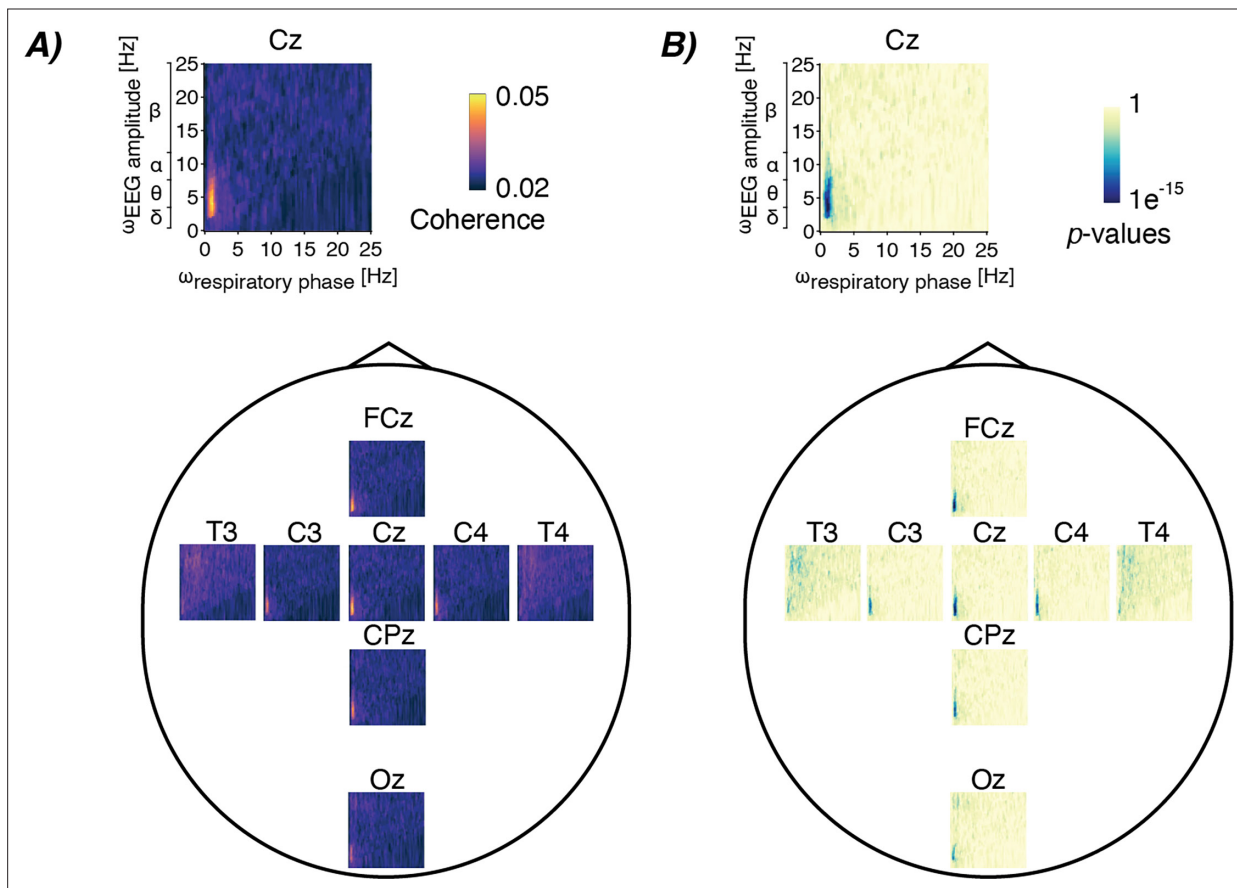 A)
Cz
ωEEG amplitude [Hz]
β
α
θ
δ
25
20
15
10
5
0
0 5 10 15 20 25
ωrespiratory phase [Hz]
0.05
0.02
Coherence
FCz
T3 C3 Cz C4 T4
CPz
Oz
B)
Cz
ωEEG amplitude [Hz]
β
α
θ
δ
25
20
15
10
5
0
0 5 10 15 20 25
ωrespiratory phase [Hz]
1
1e-15
p-values
FCz
T3 C3 Cz C4 T4
CPz
Oz